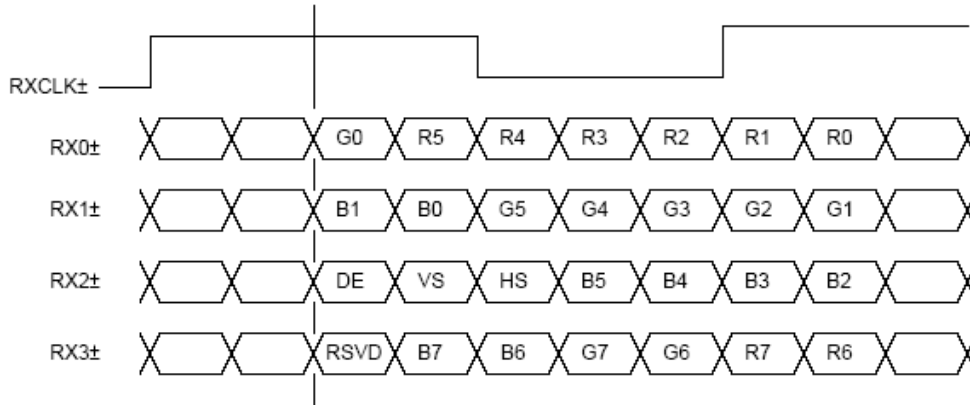 RXCLK±
RX0± G0 R5 R4 R3 R2 R1 R0
RX1± B1 B0 G5 G4 G3 G2 G1
RX2± DE VS HS B5 B4 B3 B2
RX3± RSVD B7 B6 G7 G6 R7 R6